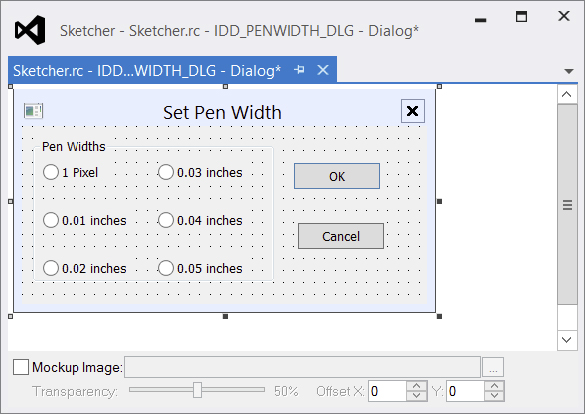 Sketcher - Sketcher.rc - IDD_PENWIDTH_DLG - Dialog*
Sketcher.rc - IDD...WIDTH_DLG - Dialog*
Set Pen Width
Pen Widths
1 Pixel
0.03 inches
OK
0.01 inches
0.04 inches
Cancel
0.02 inches
0.05 inches
Mockup Image:
...
Transparency:
50%
Offset X:
0
Y:
0